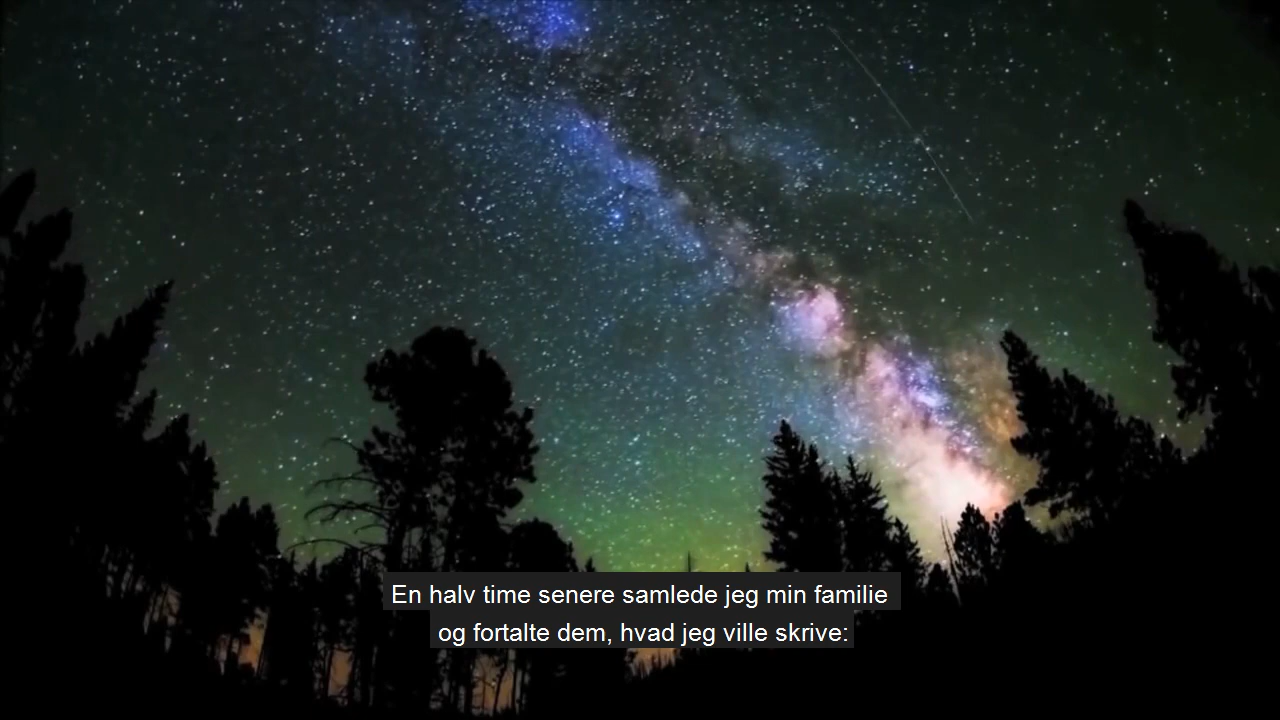 En halv time senere samlede jeg min familie
og fortalte dem, hvad jeg ville skrive: